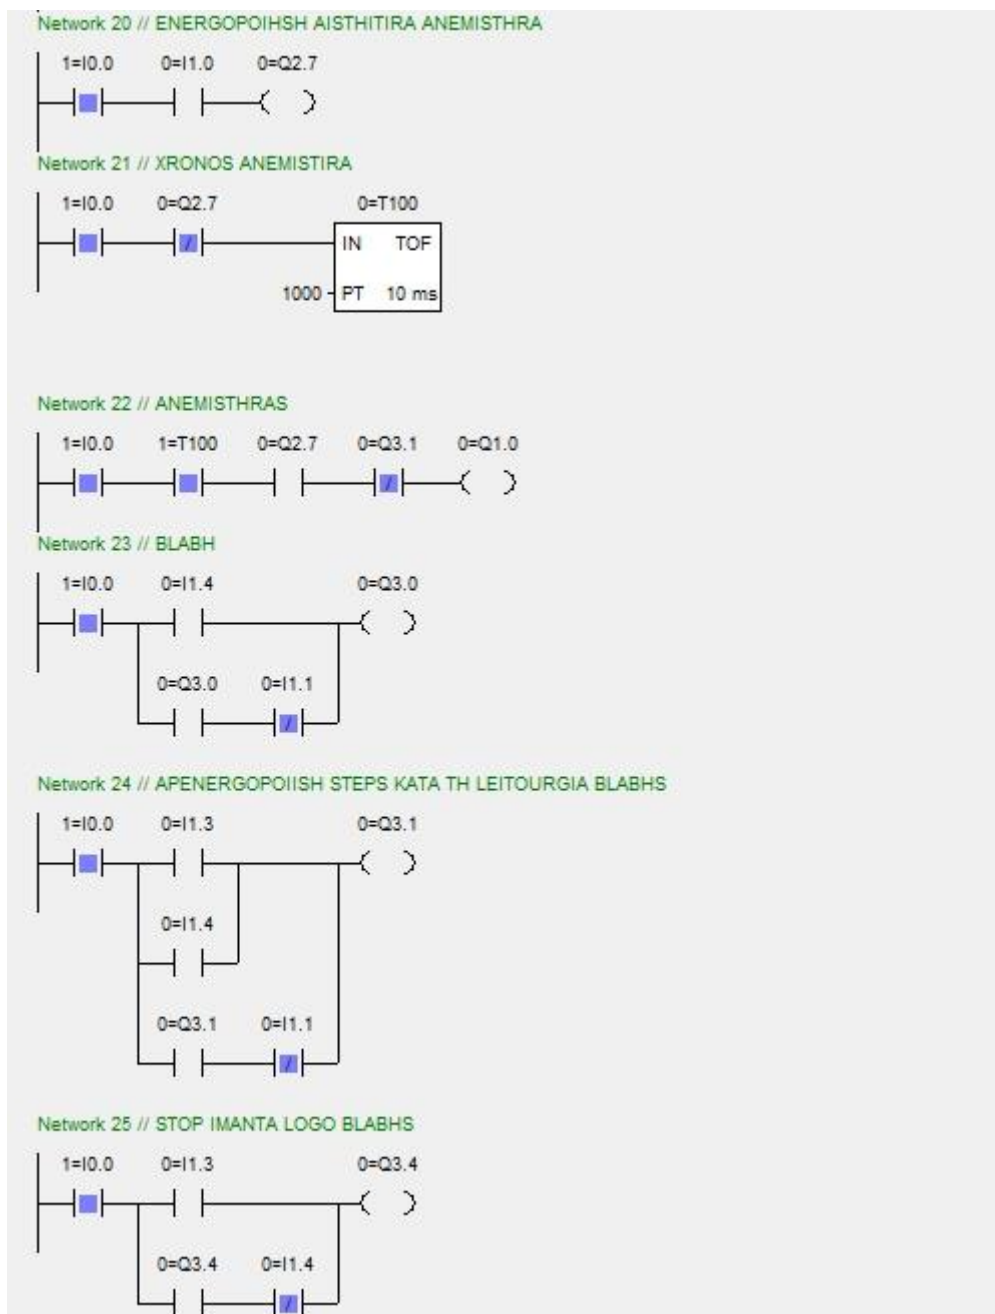 Network 20 // ENERGOPOIHSH AISTHITIRA ANEMISTHRA
1=I0.0 0=I1.0 0=Q2.7
Network 21 // XRONOS ANEMISTIRA
1=I0.0 0=Q2.7 0=T100
IN TOF
1000 PT 10 ms
Network 22 // ANEMISTHRAS
1=I0.0 1=T100 0=Q2.7 0=Q3.1 0=Q1.0
Network 23 // BLABH
1=I0.0 0=I1.4 0=Q3.0
0=Q3.0 0=I1.1
Network 24 // APENERGOPOIISH STEPS KATA TH LEITOURGIA BLABHS
1=I0.0 0=I1.3 0=Q3.1
0=I1.4
0=Q3.1 0=I1.1
Network 25 // STOP IMANTA LOGO BLABHS
1=I0.0 0=I1.3 0=Q3.4
0=Q3.4 0=I1.4